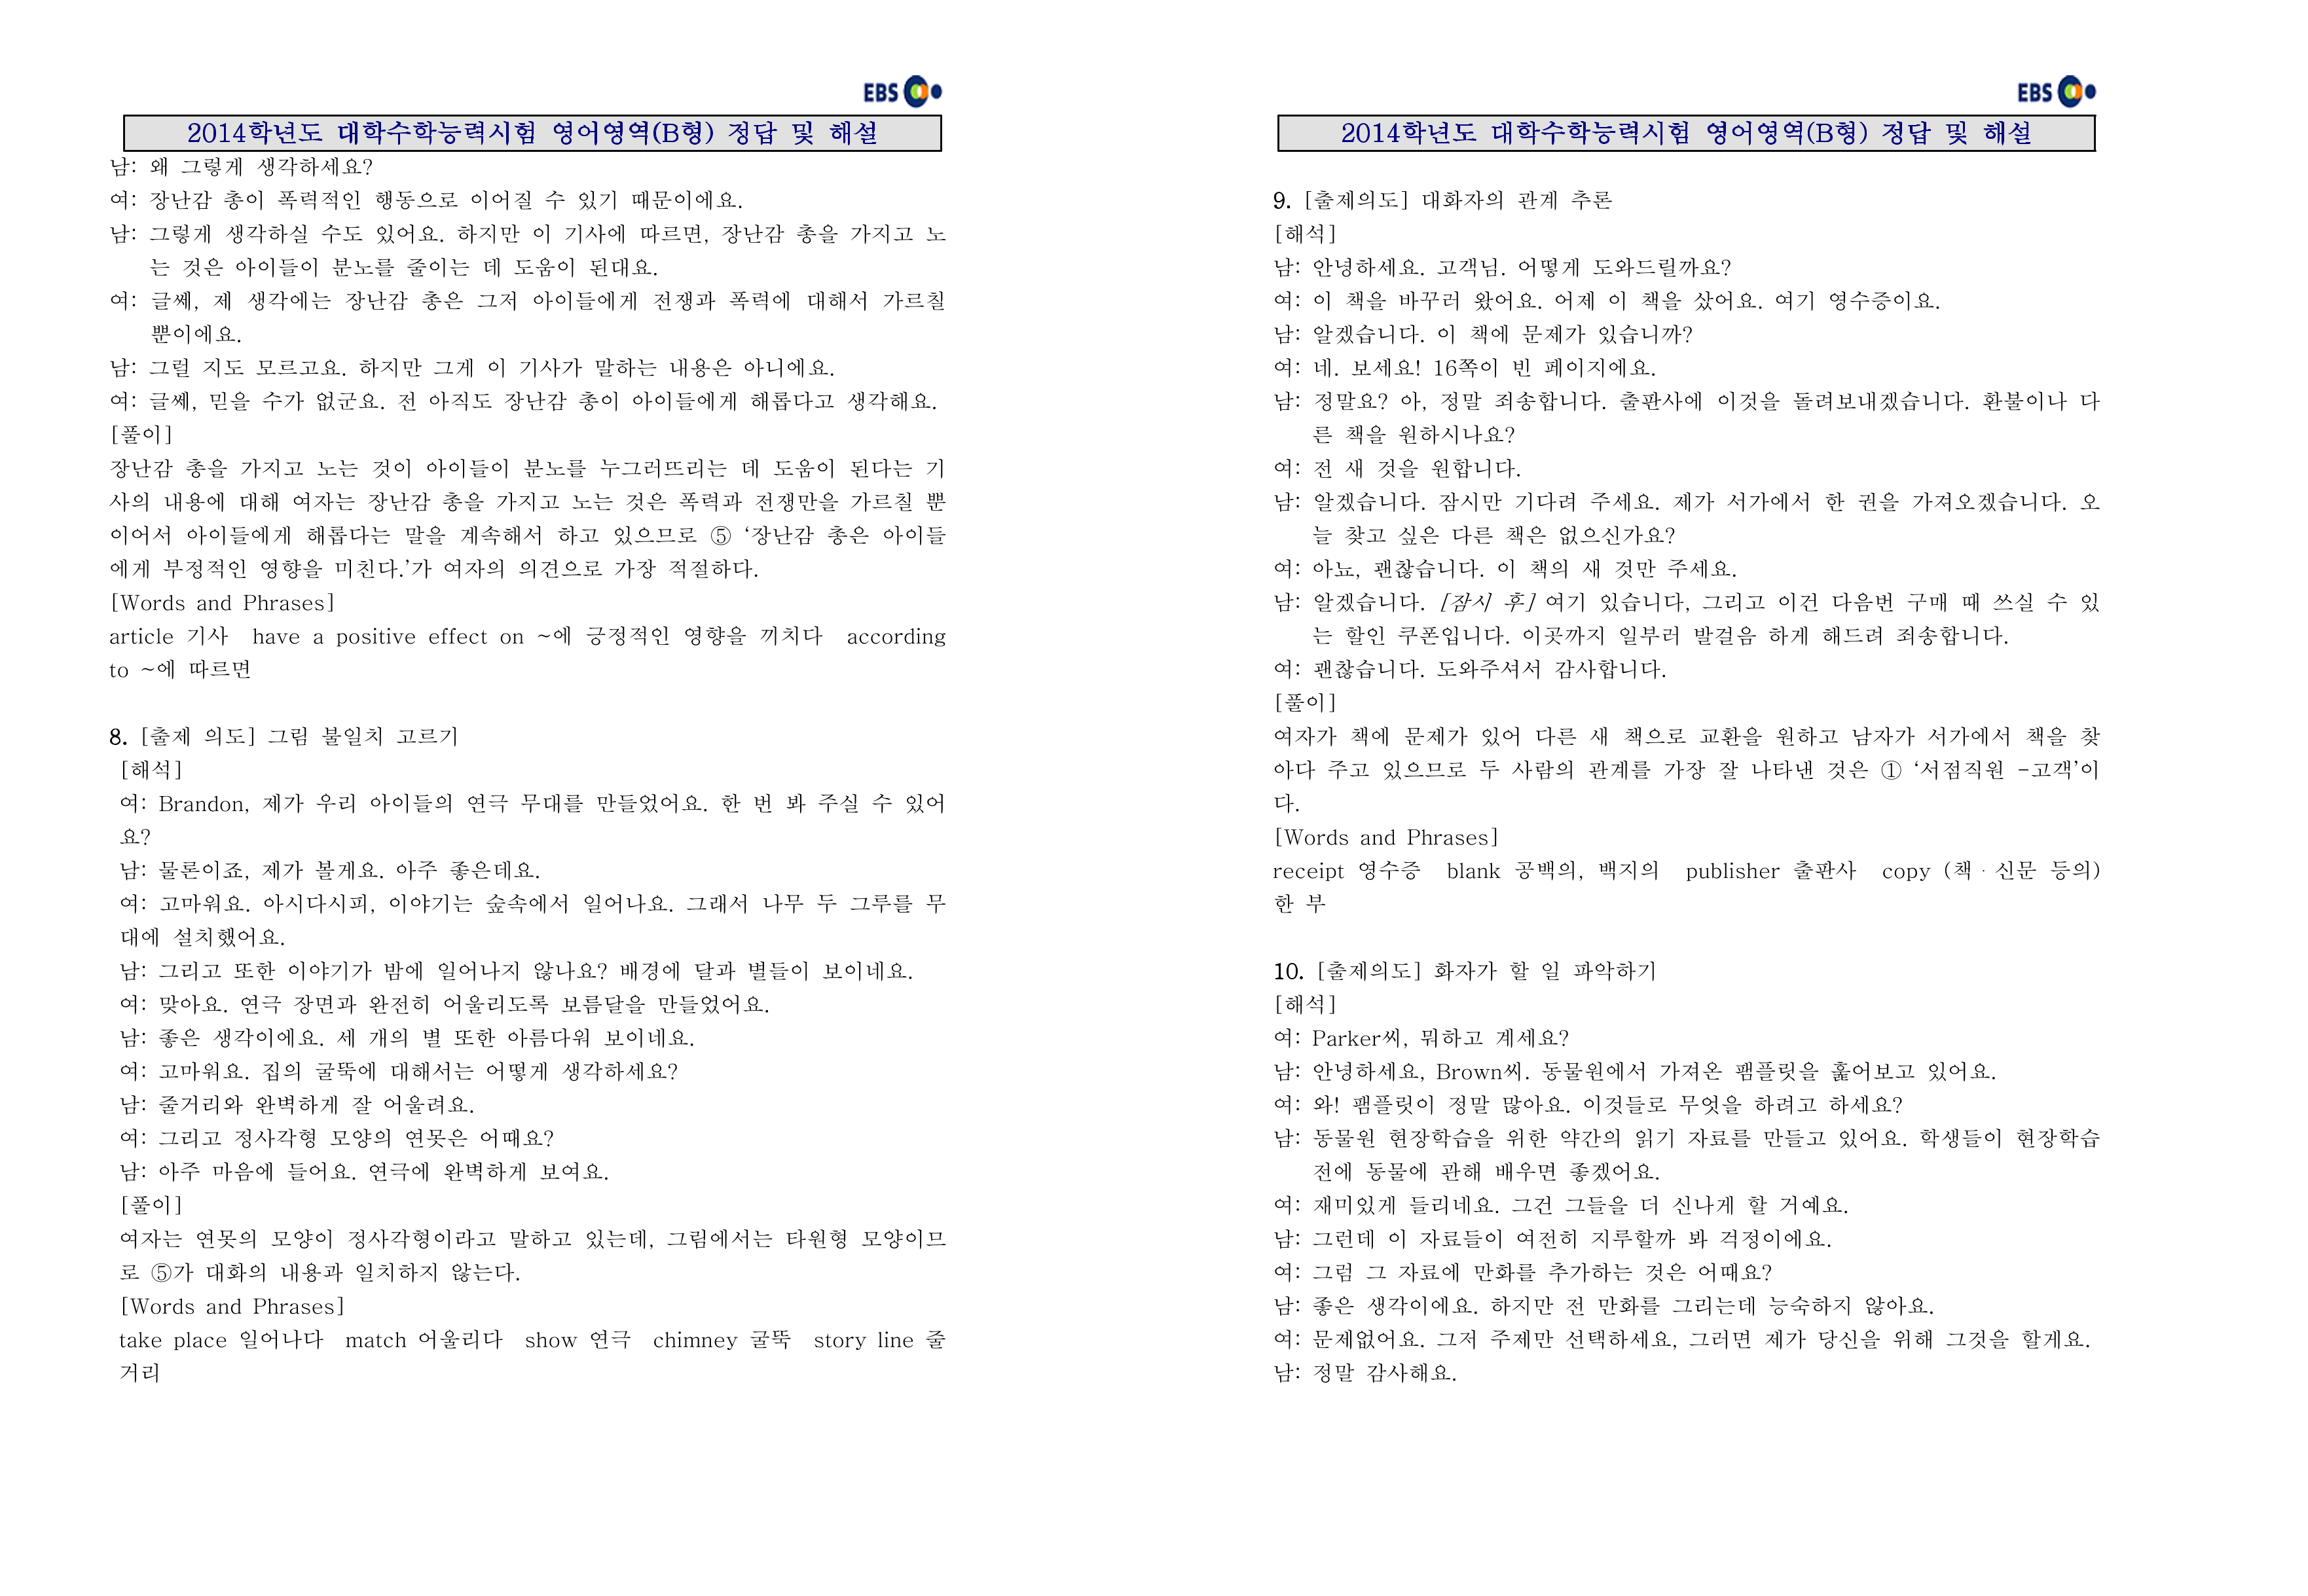 EBS
2014학년도 대학수학능력시험 영어영역(B형) 정답 및 해설
남: 왜 그렇게 생각하세요?
여: 장난감 총이 폭력적인 행동으로 이어질 수 있기 때문이에요.
남: 그렇게 생각하실 수도 있어요. 하지만 이 기사에 따르면, 장난감 총을 가지고 노
는 것은 아이들이 분노를 줄이는 데 도움이 된대요.
여: 글쎄, 제 생각에는 장난감 총은 그저 아이들에게 전쟁과 폭력에 대해서 가르칠
뿐이에요.
남: 그럴 지도 모르고요. 하지만 그게 이 기사가 말하는 내용은 아니에요.
여: 글쎄, 믿을 수가 없군요. 전 아직도 장난감 총이 아이들에게 해롭다고 생각해요.
[풀이]
장난감 총을 가지고 노는 것이 아이들이 분노를 누그러뜨리는 데 도움이 된다는 기
사의 내용에 대해 여자는 장난감 총을 가지고 노는 것은 폭력과 전쟁만을 가르칠 뿐
이어서 아이들에게 해롭다는 말을 계속해서 하고 있으므로 ⑤ ‘장난감 총은 아이들
에게 부정적인 영향을 미친다.’가 여자의 의견으로 가장 적절하다.
[Words and Phrases]
article 기사 have a positive effect on ~에 긍정적인 영향을 끼치다 according
to ~에 따르면
8. [출제 의도] 그림 불일치 고르기
[해석]
여: Brandon, 제가 우리 아이들의 연극 무대를 만들었어요. 한 번 봐 주실 수 있어
요?
남: 물론이죠, 제가 볼게요. 아주 좋은데요.
여: 고마워요. 아시다시피, 이야기는 숲속에서 일어나요. 그래서 나무 두 그루를 무
대에 설치했어요.
남: 그리고 또한 이야기가 밤에 일어나지 않나요? 배경에 달과 별들이 보이네요.
여: 맞아요. 연극 장면과 완전히 어울리도록 보름달을 만들었어요.
남: 좋은 생각이에요. 세 개의 별 또한 아름다워 보이네요.
여: 고마워요. 집의 굴뚝에 대해서는 어떻게 생각하세요?
남: 줄거리와 완벽하게 잘 어울려요.
여: 그리고 정사각형 모양의 연못은 어때요?
남: 아주 마음에 들어요. 연극에 완벽하게 보여요.
[풀이]
여자는 연못의 모양이 정사각형이라고 말하고 있는데, 그림에서는 타원형 모양이므
로 ⑤가 대화의 내용과 일치하지 않는다.
[Words and Phrases]
take place 일어나다 match 어울리다 show 연극 chimney 굴뚝 story line 줄
거리
EBS
2014학년도 대학수학능력시험 영어영역(B형) 정답 및 해설
9. [출제의도] 대화자의 관계 추론
[해석]
남: 안녕하세요. 고객님. 어떻게 도와드릴까요?
여: 이 책을 바꾸러 왔어요. 어제 이 책을 샀어요. 여기 영수증이요.
남: 알겠습니다. 이 책에 문제가 있습니까?
여: 네. 보세요! 16쪽이 빈 페이지에요.
남: 정말요? 아, 정말 죄송합니다. 출판사에 이것을 돌려보내겠습니다. 환불이나 다
른 책을 원하시나요?
여: 전 새 것을 원합니다.
남: 알겠습니다. 잠시만 기다려 주세요. 제가 서가에서 한 권을 가져오겠습니다. 오
늘 찾고 싶은 다른 책은 없으신가요?
여: 아뇨, 괜찮습니다. 이 책의 새 것만 주세요.
남: 알겠습니다. [잠시 후] 여기 있습니다, 그리고 이건 다음번 구매 때 쓰실 수 있
는 할인 쿠폰입니다. 이곳까지 일부러 발걸음 하게 해드려 죄송합니다.
여: 괜찮습니다. 도와주셔서 감사합니다.
[풀이]
여자가 책에 문제가 있어 다른 새 책으로 교환을 원하고 남자가 서가에서 책을 찾
아다 주고 있으므로 두 사람의 관계를 가장 잘 나타낸 것은 ① ‘서점직원 -고객’이
다.
[Words and Phrases]
receipt 영수증 blank 공백의, 백지의 publisher 출판사 copy (책 · 신문 등의)
한 부
10. [출제의도] 화자가 할 일 파악하기
[해석]
여: Parker씨, 뭐하고 계세요?
남: 안녕하세요, Brown씨. 동물원에서 가져온 팸플릿을 훑어보고 있어요.
여: 와! 팸플릿이 정말 많아요. 이것들로 무엇을 하려고 하세요?
남: 동물원 현장학습을 위한 약간의 읽기 자료를 만들고 있어요. 학생들이 현장학습
전에 동물에 관해 배우면 좋겠어요.
여: 재미있게 들리네요. 그건 그들을 더 신나게 할 거예요.
남: 그런데 이 자료들이 여전히 지루할까 봐 걱정이에요.
여: 그럼 그 자료에 만화를 추가하는 것은 어때요?
남: 좋은 생각이에요. 하지만 전 만화를 그리는데 능숙하지 않아요.
여: 문제없어요. 그저 주제만 선택하세요, 그러면 제가 당신을 위해 그것을 할게요.
남: 정말 감사해요.